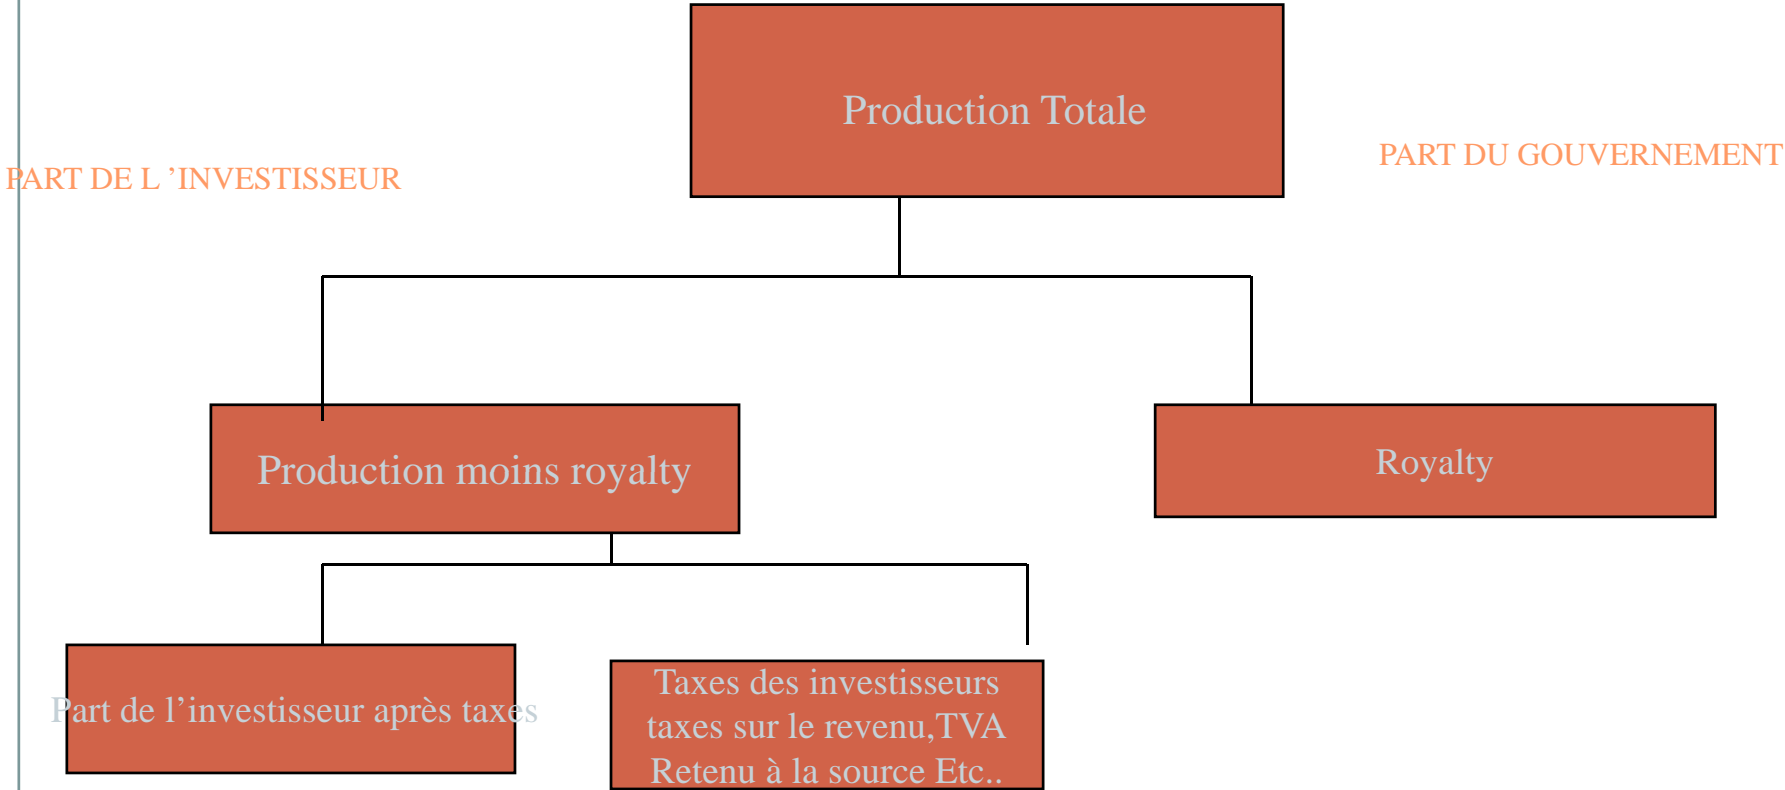 Production Totale
PART DU GOUVERNEMENT
PART DE L ’INVESTISSEUR
Production moins royalty
Royalty
Part de l’investisseur après taxes
Taxes des investisseurs
taxes sur le revenu,TVA
Retenu à la source Etc..